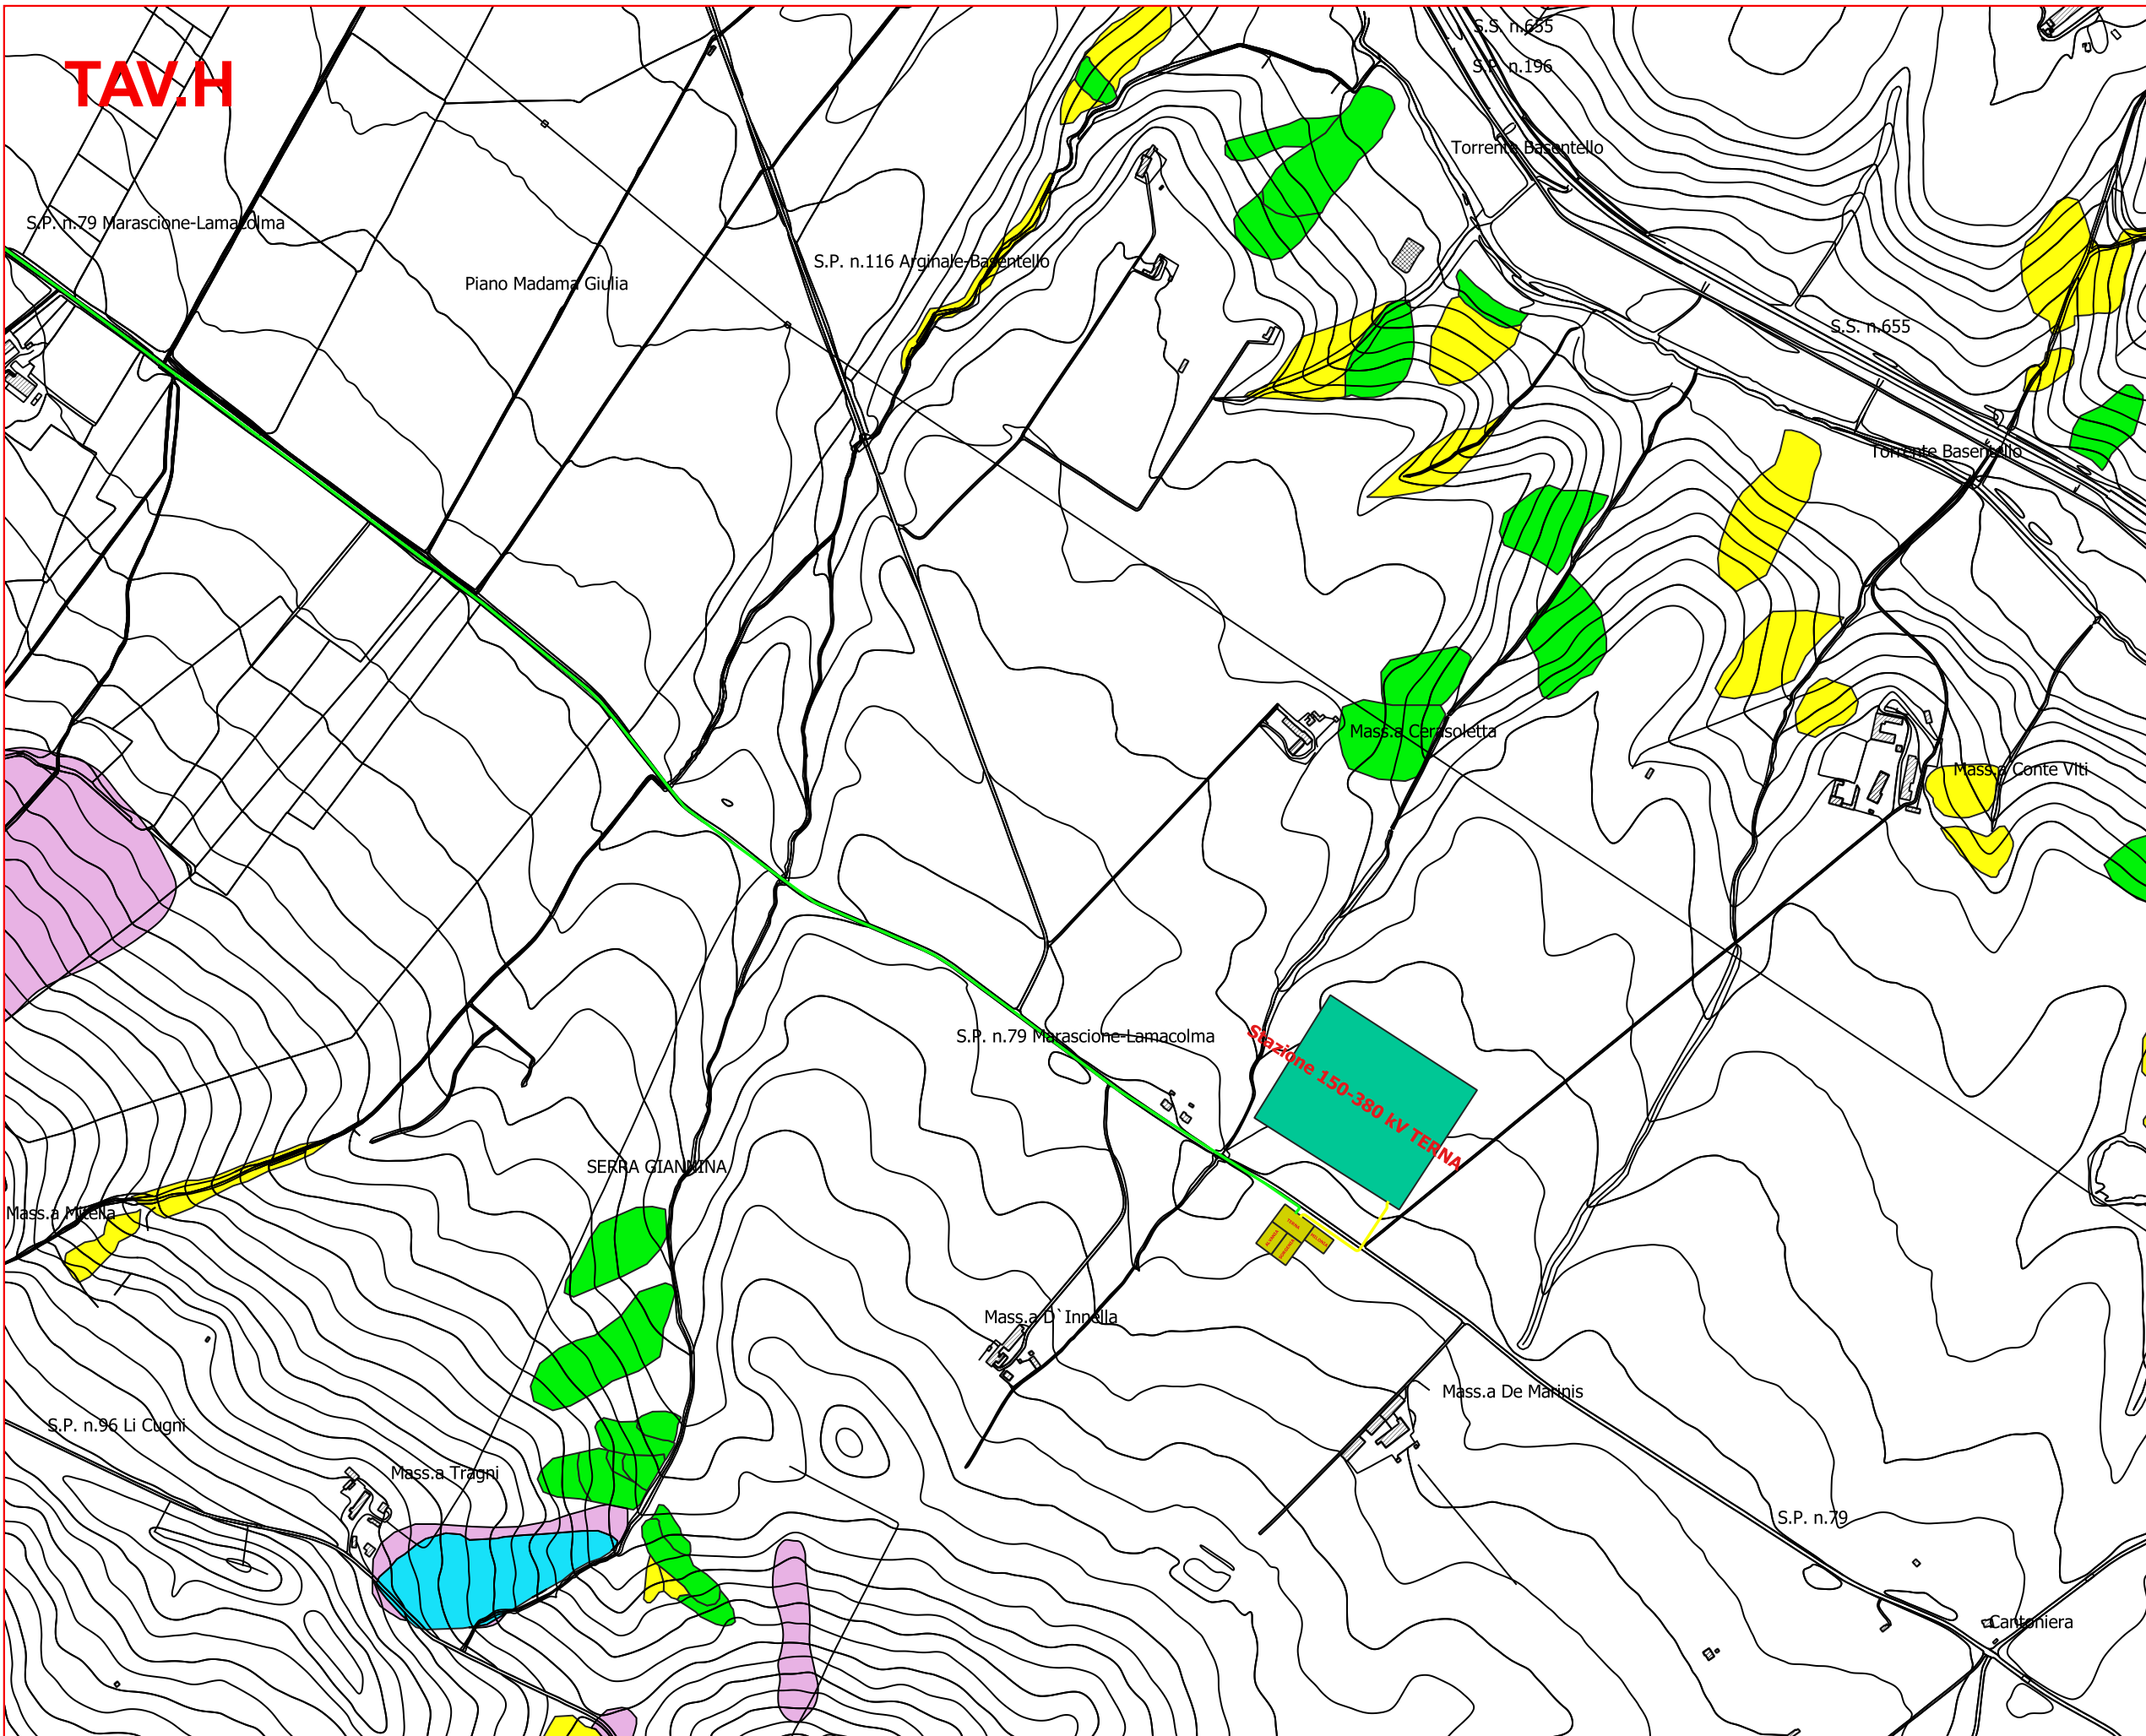 S.S. n.655
S.P. n.196
TAV.H
Torrente Basentello
S.P. n.79 Marascione-Lamacolma
S.P. n.116 Arginale-Basentello
Piano Madama Giulia
S.S. n.655
Torrente Basentello
Mass.a Cerasoletta
Mass.a Conte Viti
S.P. n.79 Marascione-Lamacolma
Stazione 150-380 kV TERNA
SERRA GIANNINA
Mass.a Mitella
TERNA
Mass.a D`Innella
Mass.a De Marinis
S.P. n.96 Li Cugni
Mass.a Tragni
S.P. n.79
Cantoniera